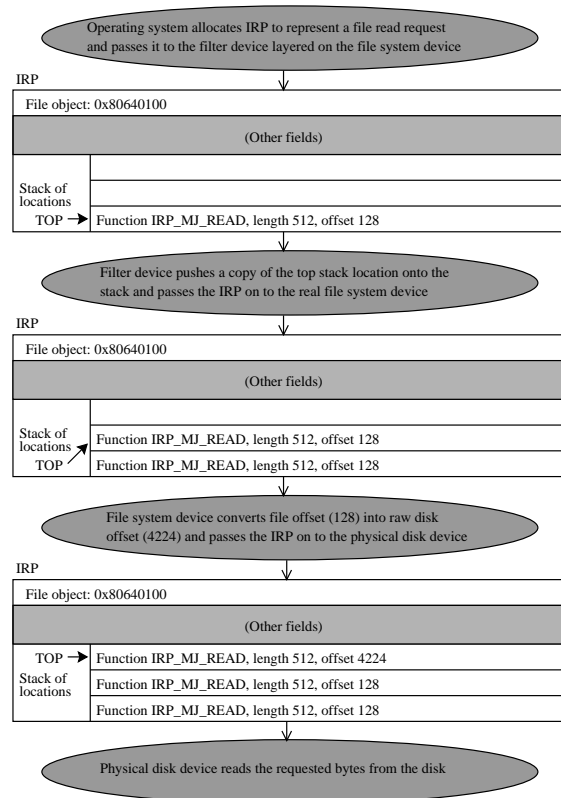 Operating system allocates IRP to represent a file read request
and passes it to the filter device layered on the file system device
IRP
File object: 0x80640100
(Other fields)
Stack of
locations
TOP
Function IRP_MJ_READ, length 512, offset 128
Filter device pushes a copy of the top stack location onto the
stack and passes the IRP on to the real file system device
IRP
File object: 0x80640100
(Other fields)
Stack of
locations
TOP
Function IRP_MJ_READ, length 512, offset 128
Function IRP_MJ_READ, length 512, offset 128
File system device converts file offset (128) into raw disk
offset (4224) and passes the IRP on to the physical disk device
IRP
File object: 0x80640100
(Other fields)
TOP
Function IRP_MJ_READ, length 512, offset 4224
Stack of
locations
Function IRP_MJ_READ, length 512, offset 128
Function IRP_MJ_READ, length 512, offset 128
Physical disk device reads the requested bytes from the disk